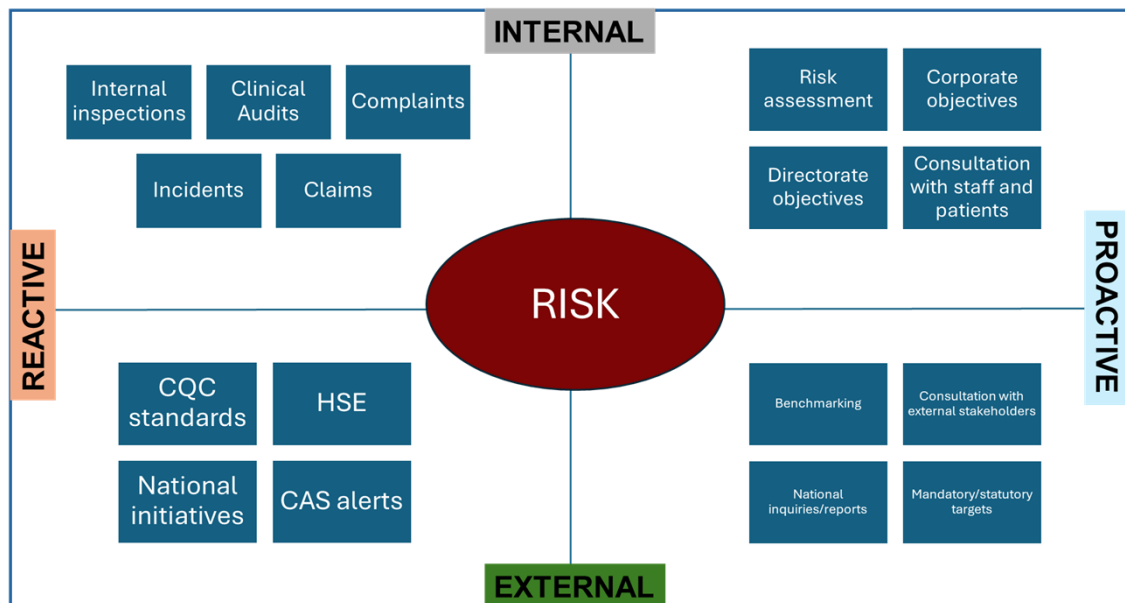 INTERNAL
Internal
inspections
Clinical
Audits
Complaints
Incidents
Claims
Risk
assessment
Corporate
objectives
Directorate
objectives
Consultation
with staff and
patients
REACTIVE
RISK
PROACTIVE
CQC
standards
HSE
National
initiatives
CAS alerts
Benchmarking
Consultation with
external stakeholders
National
inquiries/reports
Mandatory/statutory
targets
EXTERNAL